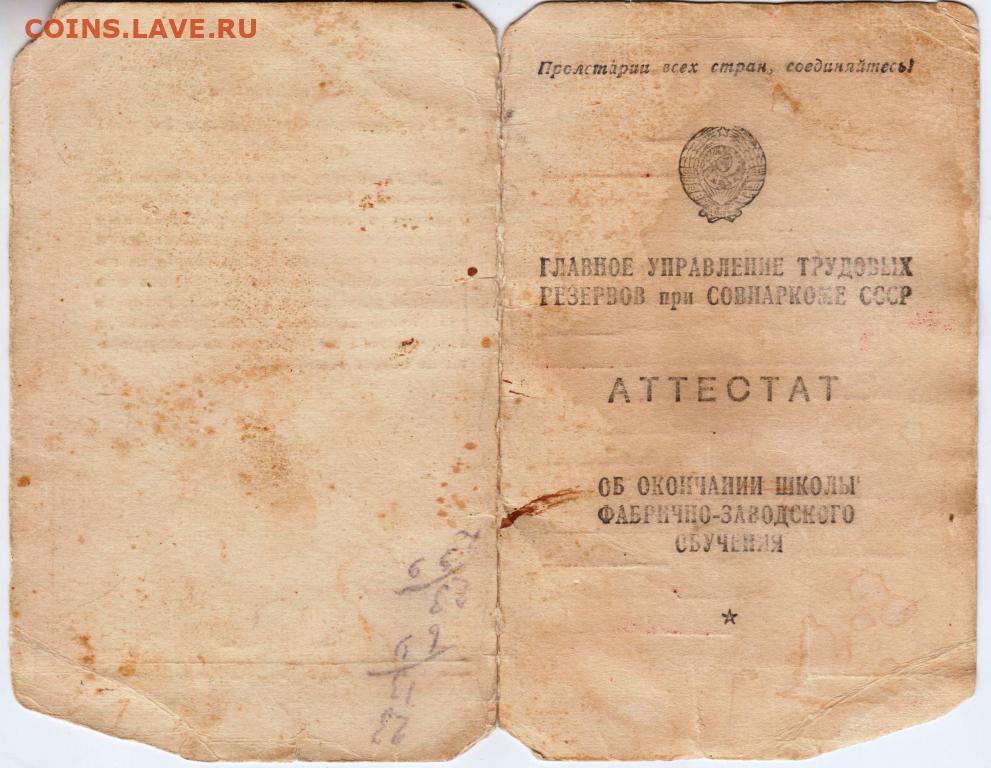 COINS.LAVE.RU
Пролетарии всех стран, соединяйтесь!
ГЛАВНОЕ УПРАВЛЕНИЕ ТРУДОВЫХ
РЕЗЕРВОВ при СОВНАРКОМЕ СССР
АТТЕСТАТ
ОБ ОКОНЧАНИИ ШКОЛЫ
ФАБРИЧНО-ЗАВОДСКОГО
ОБУЧЕНИЯ